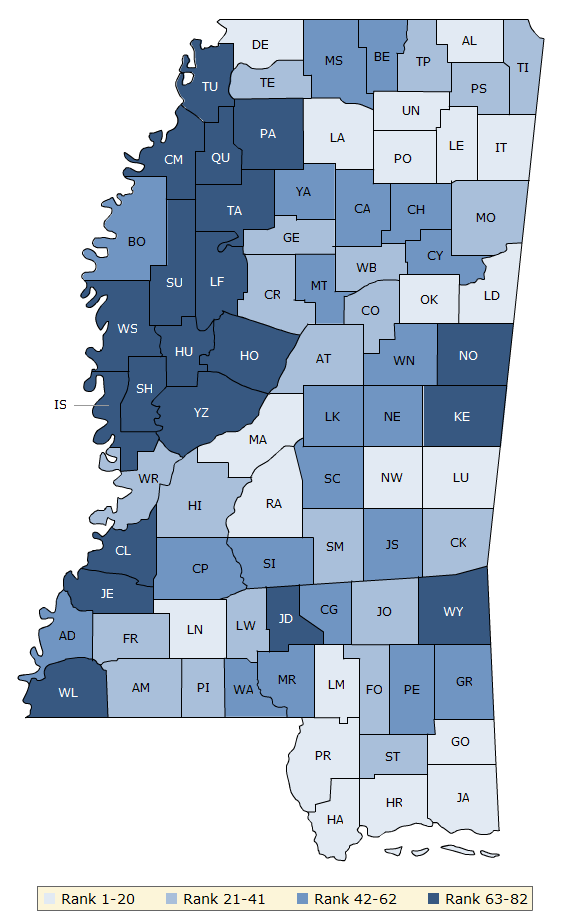 DE MS BE TP AL TI
TU TE PS
UN
PA LA LE IT
CM QU PO
YA
TA CA CH MO
BO GE
WB CY
SU LF CR MT OK LD
CO
WS
HU HO AT WN NO
SH
IS YZ LK NE KE
MA
WR SC NW LU
HI RA
CL SM JS CK
CP SI
JE
JD CG JO WY
AD FR LN LW
WL AM PI WA MR LM FO PE GR
PR ST GO
HA HR JA
Rank 1-20 Rank 21-41 Rank 42-62 Rank 63-82